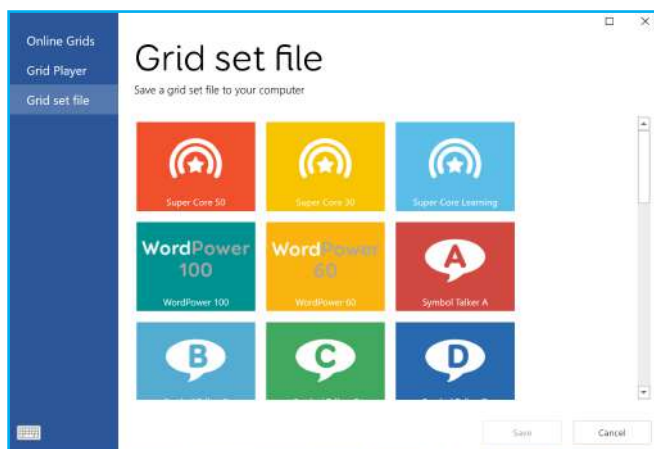 Online Grids
Grid Player
Grid set file
Grid set file
Save a grid set file to your computer
Super Core 50
Super Core 30
Super Core Learning
WordPower
100
WordPower 100
WordPower
60
WordPower 60
A
Symbol Talker A
B
C
D
Save
Cancel